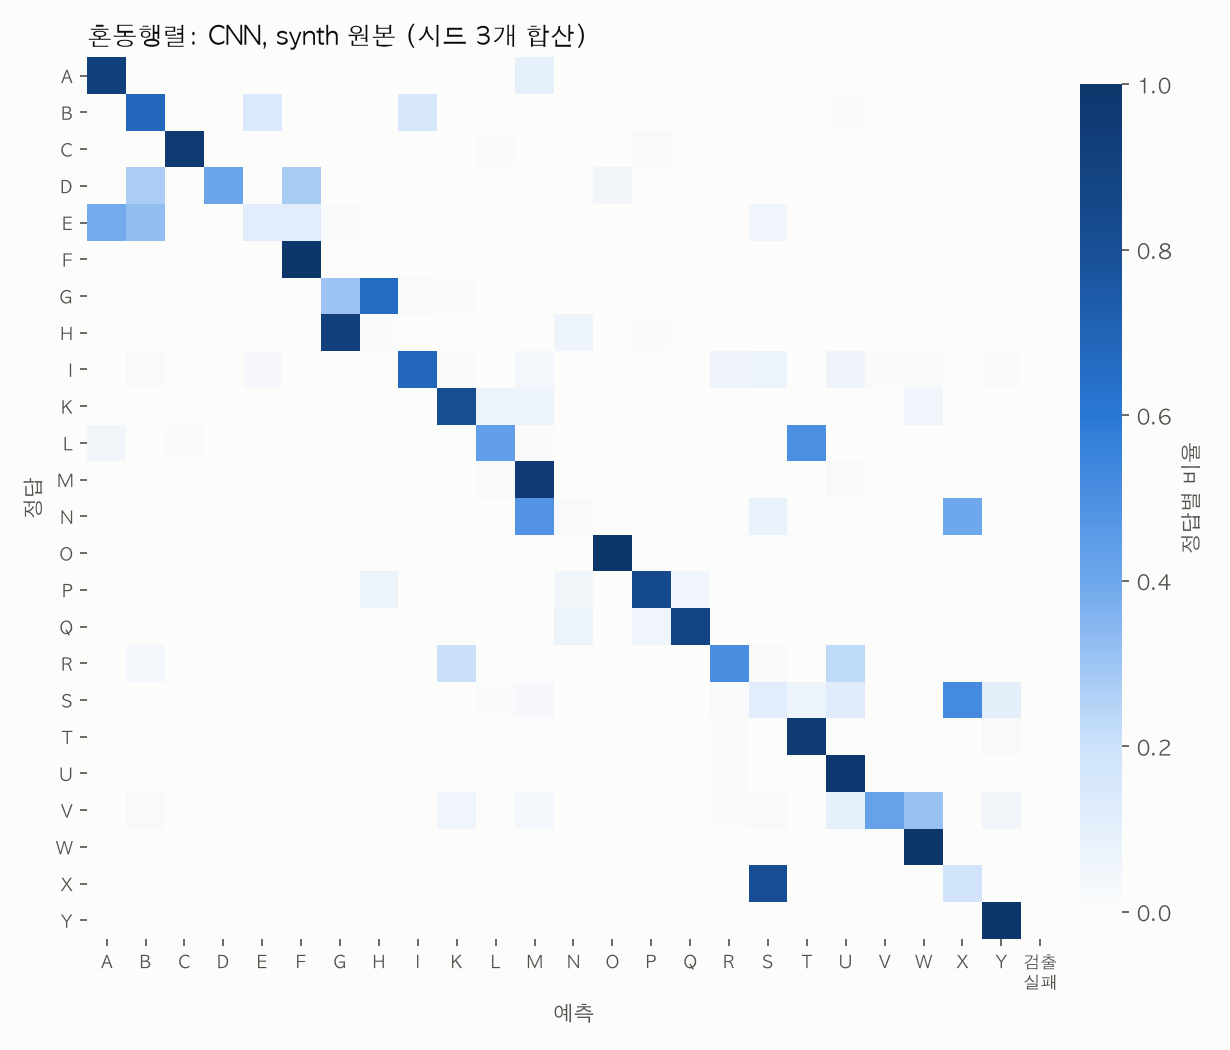 혼동행렬: CNN, synth 원본 (시드 3개 합산)
A
B
C
D
E
F
G
H
I
K
L
M
N
O
P
Q
R
S
T
U
V
W
X
Y
정답
A B C D E F G H I K L M N O P Q R S T U V W X Y 검출
실패
예측
1.0
0.8
0.6
0.4
0.2
0.0
정답별 비율